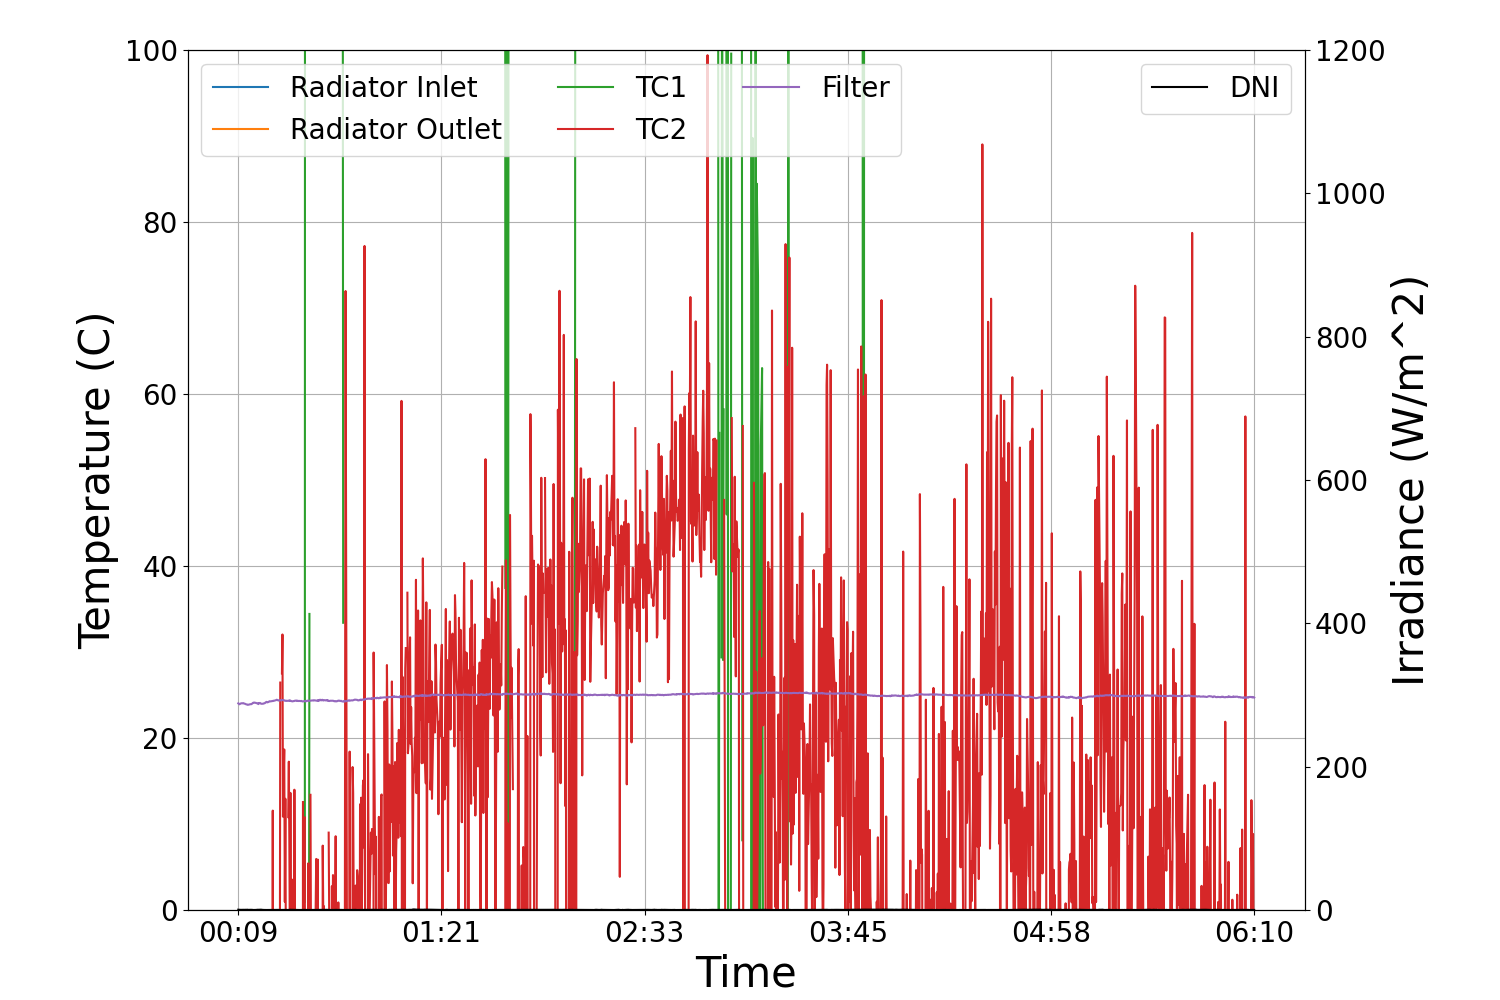 100
80
60
40
20
0
Temperature (C)
Radiator Inlet
Radiator Outlet
TC1
TC2
Filter
DNI
1200
1000
800
600
400
200
0
Irradiance (W/m^2)
00:09 01:21 02:33 03:45 04:58 06:10
Time